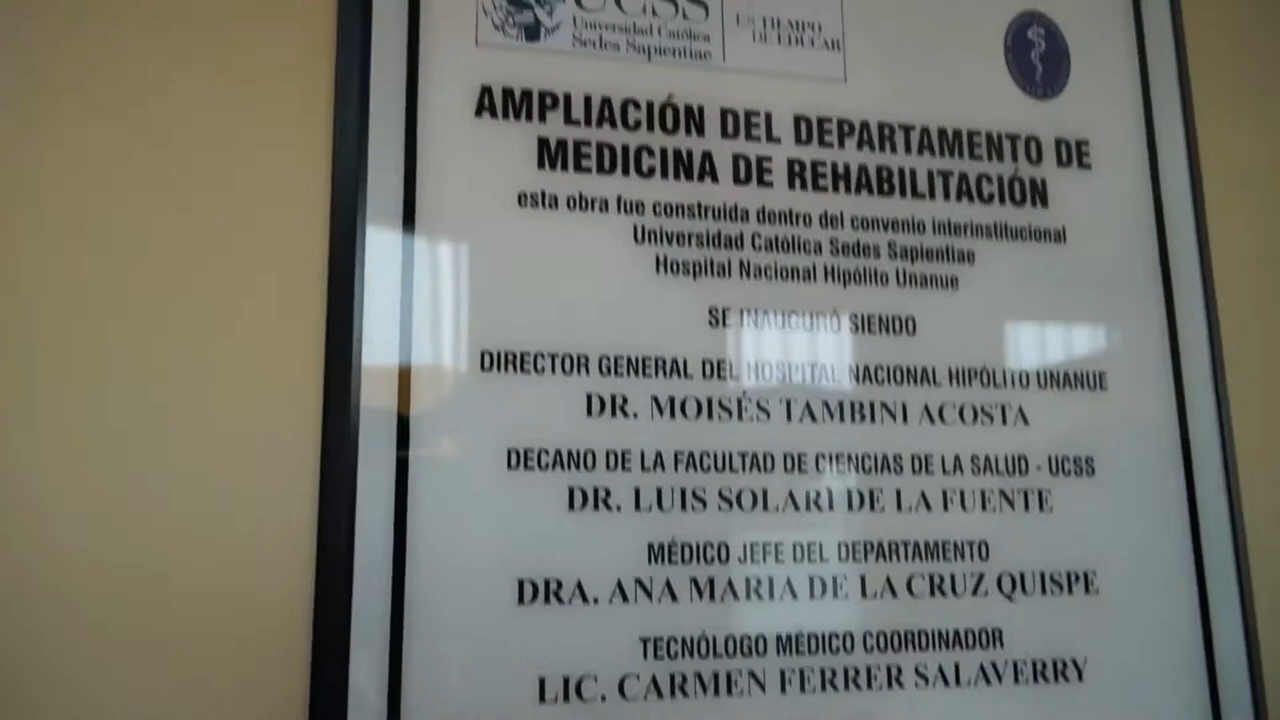 UCSS
Universidad Católica
Sedes Sapientiae
ES TIEMPO
DE EDUCAR
AMPLIACIÓN DEL DEPARTAMENTO DE
MEDICINA DE REHABILITACIÓN
esta obra fue construida dentro del convenio interinstitucional
Universidad Católica Sedes Sapientiae
Hospital Nacional Hipólito Unanue
SE INAUGURÓ SIENDO
DIRECTOR GENERAL DEL HOSPITAL NACIONAL HIPÓLITO UNANUE
DR. MOISÉS TAMBINI ACOSTA
DECANO DE LA FACULTAD DE CIENCIAS DE LA SALUD - UCSS
DR. LUIS SOLARI DE LA FUENTE
MÉDICO JEFE DEL DEPARTAMENTO
DRA. ANA MARIA DE LA CRUZ QUISPE
TECNÓLOGO MÉDICO COORDINADOR
LIC. CARMEN FERRER SALAVERRY